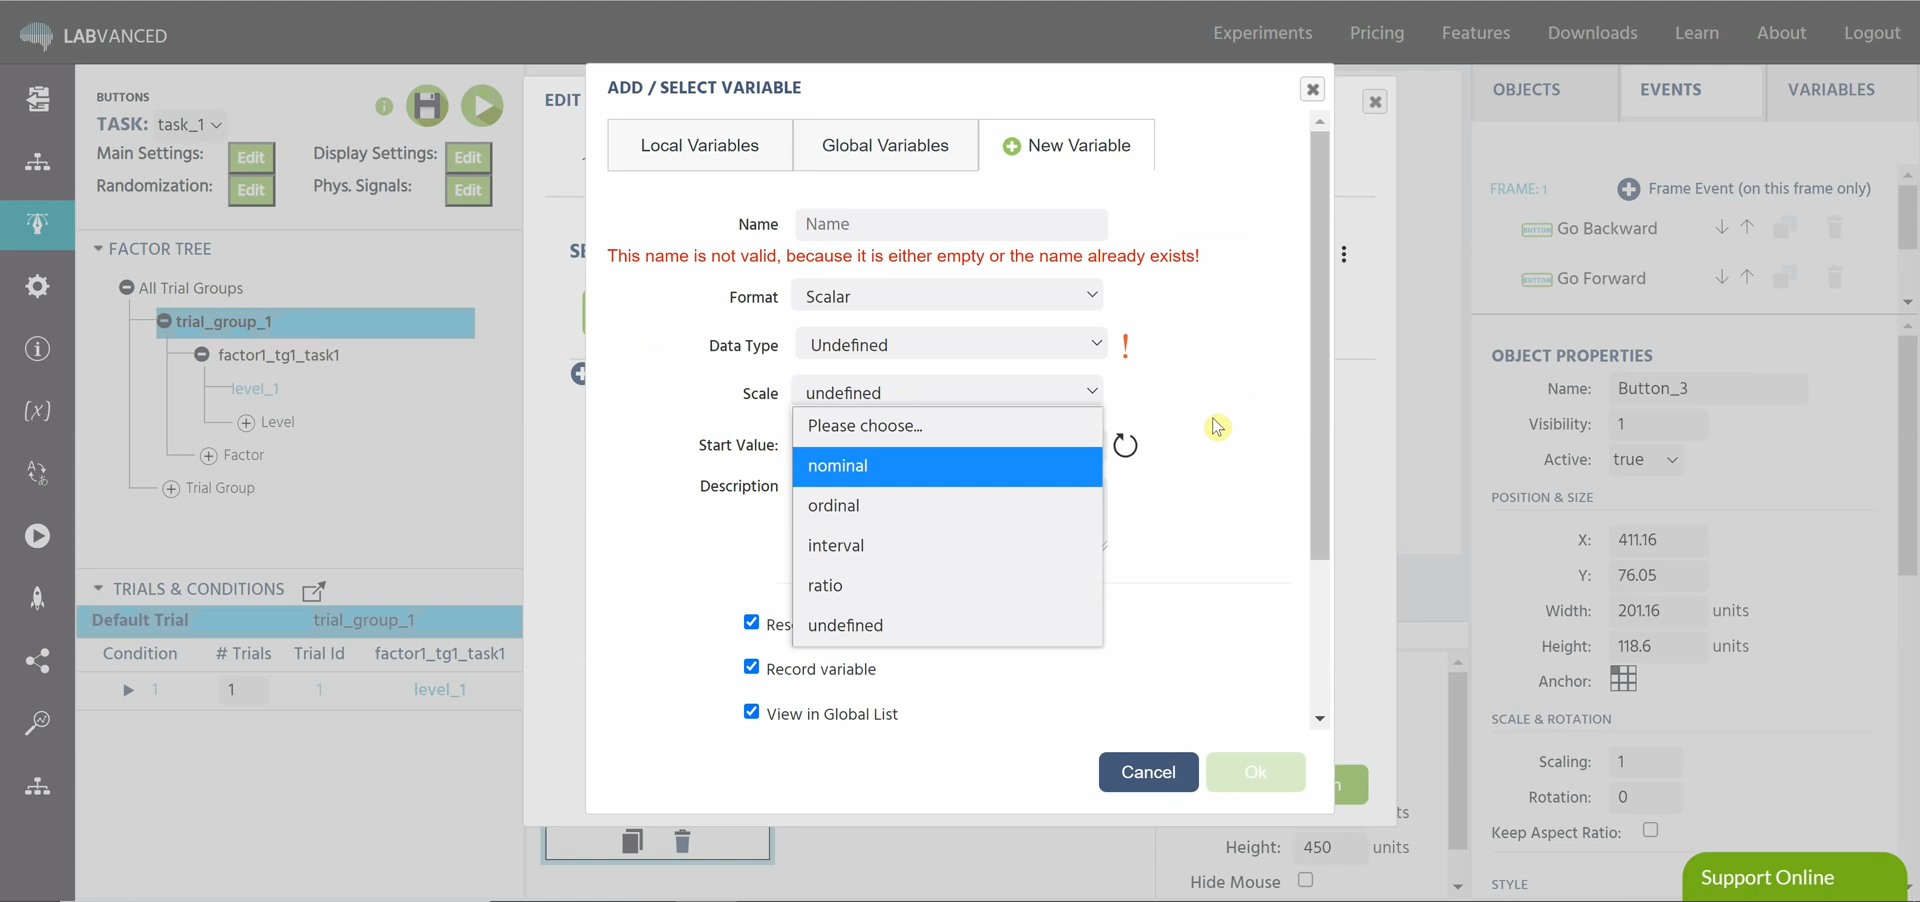 LABVANCED
Experiments Pricing Features Downloads Learn About Logout
BUTTONS
TASK: task_1
Main Settings: Edit Display Settings: Edit
Randomization: Edit Phys. Signals: Edit
FACTOR TREE
All Trial Groups
trial_group_1
factor1_tg1_task1
level_1
Level
Factor
Trial Group
TRIALS & CONDITIONS
Default Trial trial_group_1
Condition # Trials Trial Id factor1_tg1_task1
1 1 1 level_1
EDIT
ADD / SELECT VARIABLE
Local Variables Global Variables New Variable
Name Name
This name is not valid, because it is either empty or the name already exists!
Format Scalar
Data Type Undefined !
Scale undefined
Please choose...
Start Value:
nominal
Description
ordinal
interval
ratio
undefined
Record variable
View in Global List
Cancel Ok
Height: 450 units
Hide Mouse
OBJECTS EVENTS VARIABLES
FRAME: 1 Frame Event (on this frame only)
BUTTON Go Backward
BUTTON Go Forward
OBJECT PROPERTIES
Name: Button_3
Visibility: 1
Active: true
POSITION & SIZE
X: 411.16
Y: 76.05
Width: 201.16 units
Height: 118.6 units
Anchor:
SCALE & ROTATION
Scaling: 1
Rotation: 0
Keep Aspect Ratio:
STYLE
Support Online